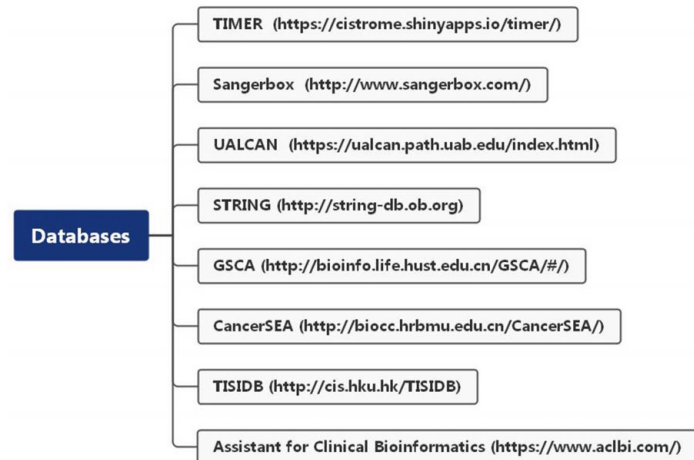 TIMER (https://cistrome.shinyapps.io/timer/)
Sangerbox (http://www.sangerbox.com/)
UALCAN (https://ualcan.path.uab.edu/index.html)
STRING (http://string-db.ob.org)
Databases
GSCA (http://bioinfo.life.hust.edu.cn/GSCA/#/)
CancerSEA (http://biocc.hrbmu.edu.cn/CancerSEA/)
TISIDB (http://cis.hku.hk/TISIDB)
Assistant for Clinical Bioinformatics (https://www.aclbi.com/)